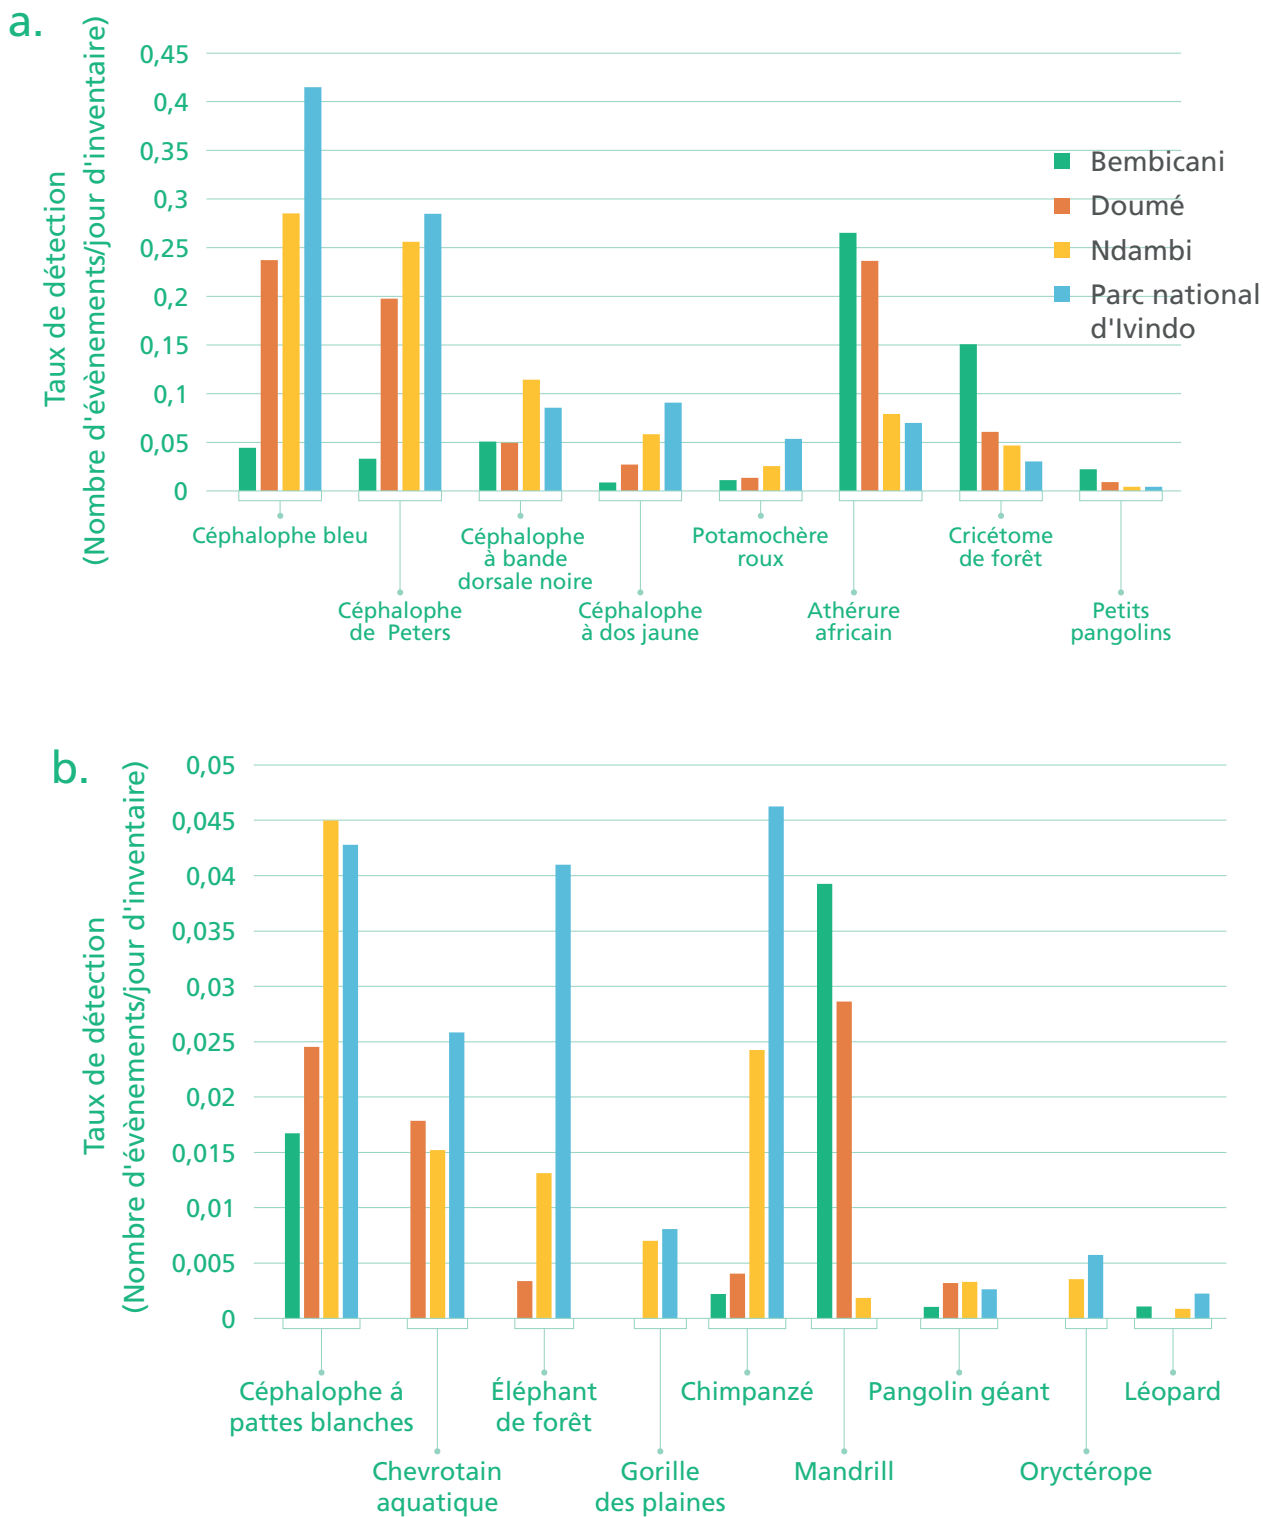 a.
Taux de détection
(Nombre d'évènements/jour d'inventaire)
0,45
0,4
0,35
0,3
0,25
0,2
0,15
0,1
0,05
0
Bembicani
Doumé
Ndambi
Parc national
d'Ivindo
Céphalophe bleu
Céphalophe
de Peters
Céphalophe
à bande
dorsale noire
Céphalophe
à dos jaune
Potamochère
roux
Athérure
africain
Cricétome
de forêt
Petits
pangolins
b.
Taux de détection
(Nombre d'évènements/jour d'inventaire)
0,05
0,045
0,04
0,035
0,03
0,025
0,02
0,015
0,01
0,005
0
Céphalophe á
pattes blanches
Chevrotain
aquatique
Éléphant
de forêt
Gorille
des plaines
Chimpanzé
Mandrill
Pangolin géant
Oryctérope
Léopard